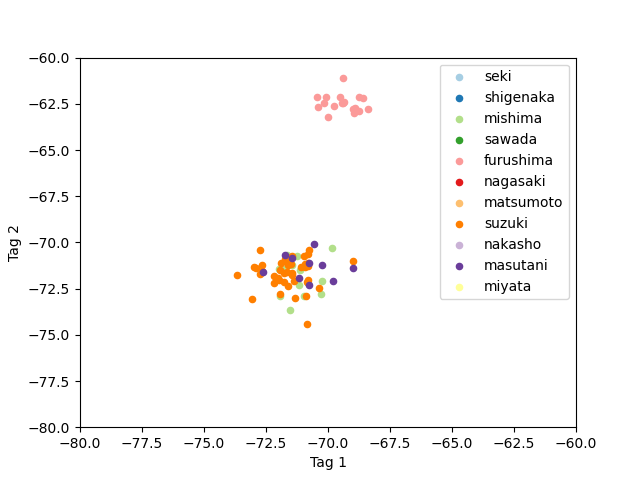 −60.0
−62.5
−65.0
−67.5
−70.0
−72.5
−75.0
−77.5
−80.0
Tag 2
−80.0 −77.5 −75.0 −72.5 −70.0 −67.5 −65.0 −62.5 −60.0
Tag 1
seki
shigenaka
mishima
sawada
furushima
nagasaki
matsumoto
suzuki
nakasho
masutani
miyata